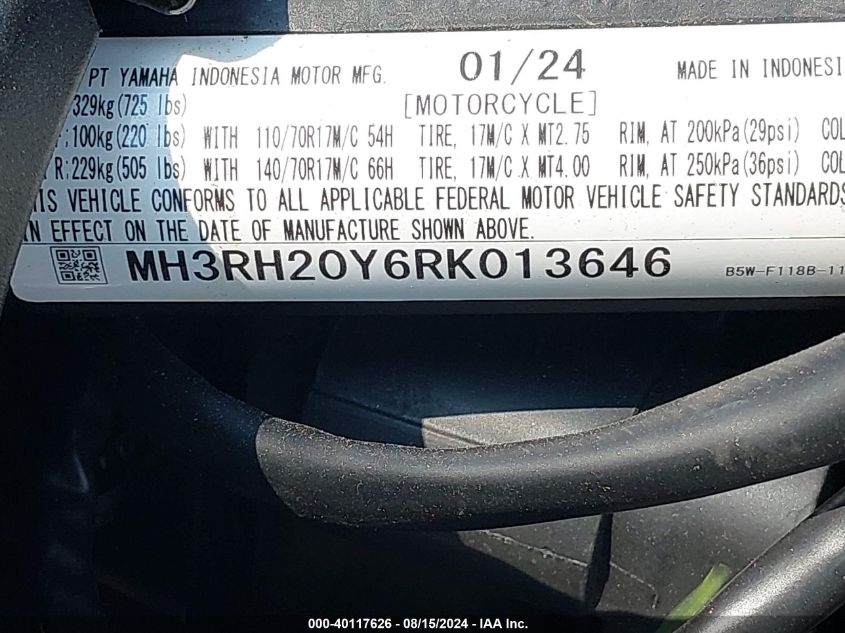 PT YAMAHA INDONESIA MOTOR MFG. 01/24 MADE IN INDONESI
329kg(725 lbs) [MOTORCYCLE]
:100kg(220 lbs) WITH 110/70R17M/C 54H TIRE, 17M/C X MT2.75 RIM, AT 200kPa(29psi) COL
R:229kg(505 lbs) WITH 140/70R17M/C 66H TIRE, 17M/C X MT4.00 RIM, AT 250kPa(36psi) COL
IS VEHICLE CONFORMS TO ALL APPLICABLE FEDERAL MOTOR VEHICLE SAFETY STANDARDS
IN EFFECT ON THE DATE OF MANUFACTURE SHOWN ABOVE.
MH3RH20Y6RK013646 B5W-F118B-11
000-40117626 - 08/15/2024 - IAA Inc.